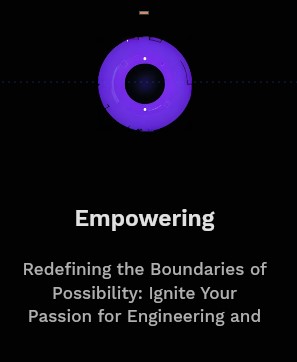 Empowering
Redefining the Boundaries of
Possibility: Ignite Your
Passion for Engineering and